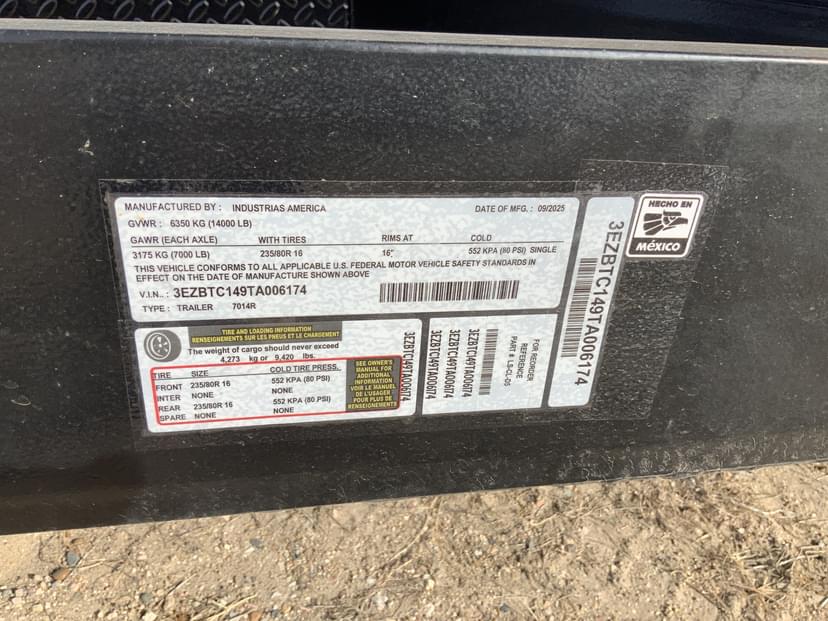 MANUFACTURED BY : INDUSTRIAS AMERICA DATE OF MFG. : 09/2025
GVWR : 6350 KG (14000 LB)
GAWR (EACH AXLE) WITH TIRES RIMS AT COLD
3175 KG (7000 LB) 235/80R 16 16" 552 KPA (80 PSI) SINGLE
THIS VEHICLE CONFORMS TO ALL APPLICABLE U.S. FEDERAL MOTOR VEHICLE SAFETY STANDARDS IN
EFFECT ON THE DATE OF MANUFACTURE SHOWN ABOVE
V.I.N.. : 3EZBTC149TA006174
TYPE : TRAILER 7014R
TIRE AND LOADING INFORMATION
RENSEIGNEMENTS SUR LES PNEUS ET LE CHARGEMENT
The weight of cargo should never exceed
4,273 kg or 9,420 lbs.
TIRE SIZE COLD TIRE PRESS.
FRONT 235/80R 16 552 KPA (80 PSI)
INTER NONE NONE
REAR 235/80R 16 552 KPA (80 PSI)
SPARE NONE NONE
SEE OWNER'S
MANUAL FOR
ADDITIONAL
INFORMATION
VOIR LE MANUEL
DE L'USAGER
POUR PLUS DE
RENSEIGNEMENTS
3EZBTC149TA006174
3EZBTC149TA006174
3EZBTC149TA006174
3EZBTC149TA006174
FOR REORDER
REFERENCE
PART # LS-CL-05
3EZBTC149TA006174
HECHO EN
MÉXICO